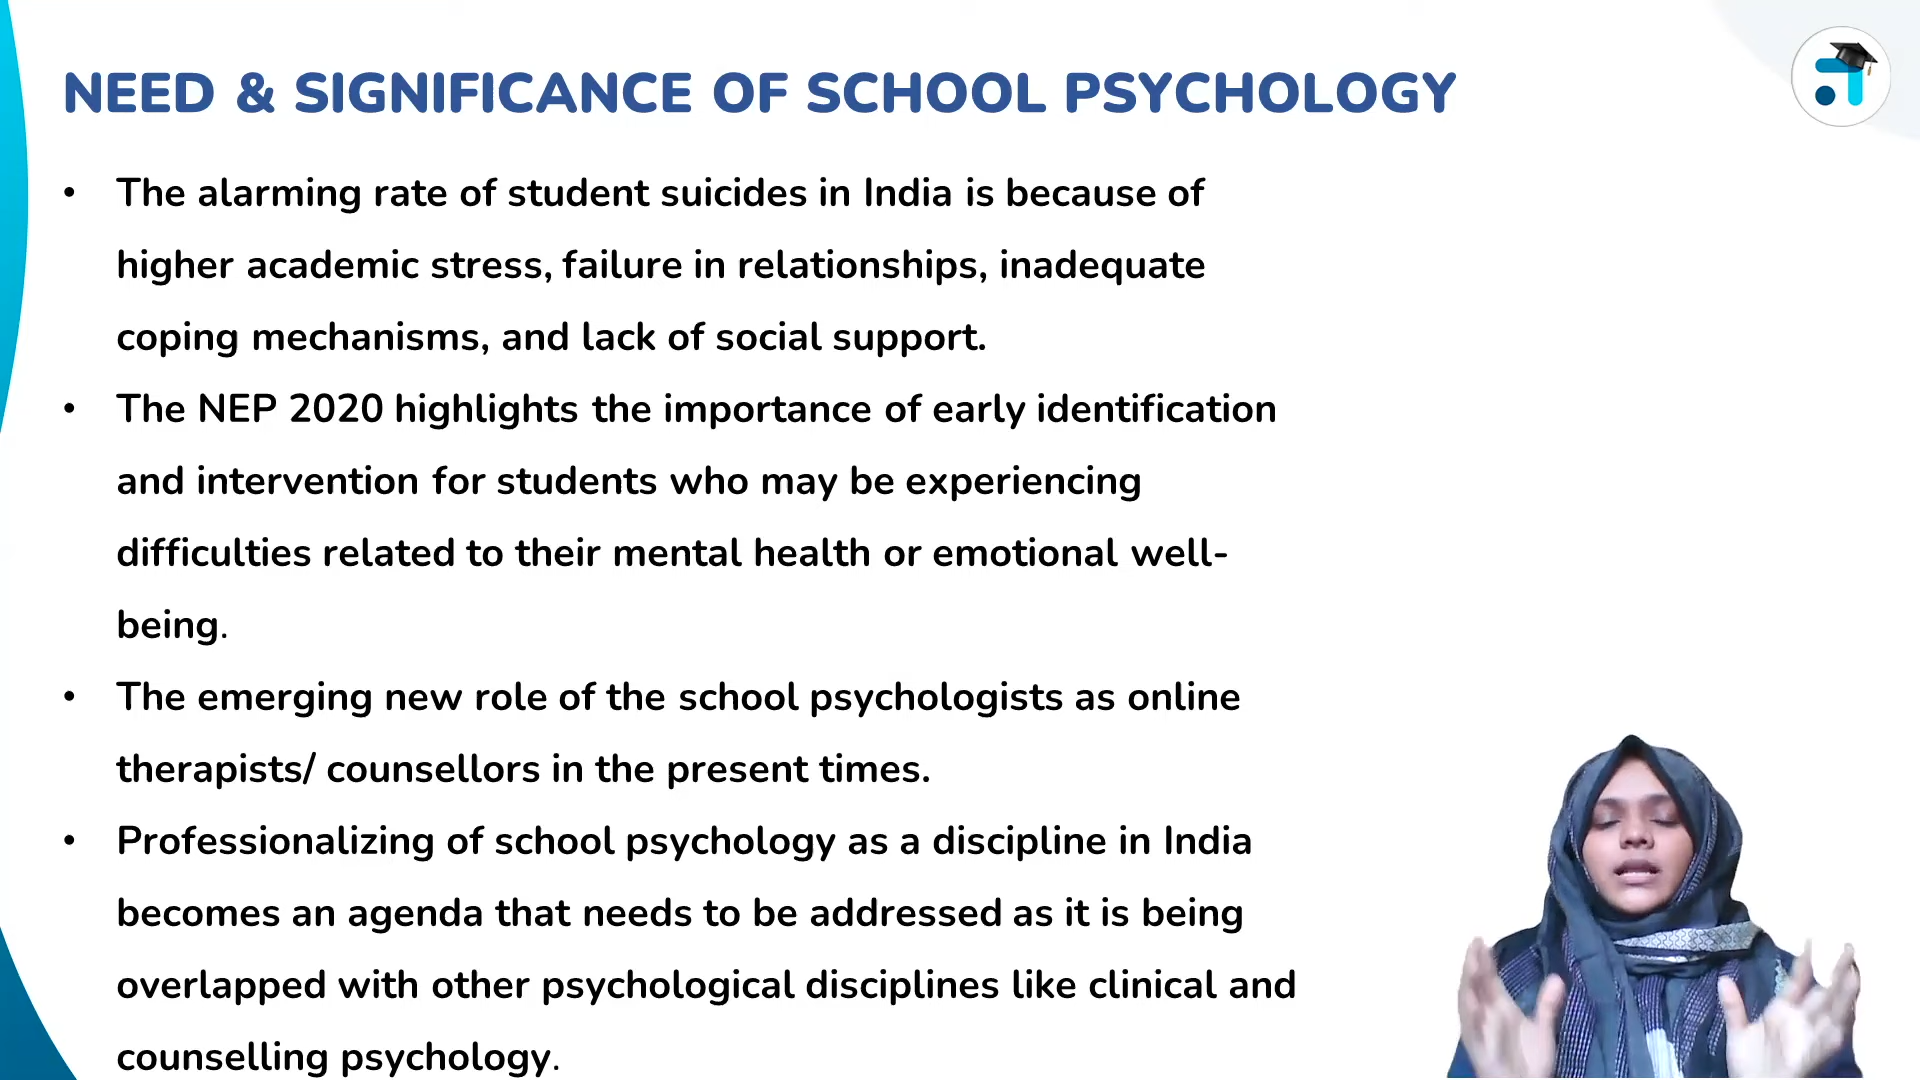 NEED & SIGNIFICANCE OF SCHOOL PSYCHOLOGY
• The alarming rate of student suicides in India is because of
higher academic stress, failure in relationships, inadequate
coping mechanisms, and lack of social support.
• The NEP 2020 highlights the importance of early identification
and intervention for students who may be experiencing
difficulties related to their mental health or emotional well-
being.
• The emerging new role of the school psychologists as online
therapists/ counsellors in the present times.
• Professionalizing of school psychology as a discipline in India
becomes an agenda that needs to be addressed as it is being
overlapped with other psychological disciplines like clinical and
counselling psychology.